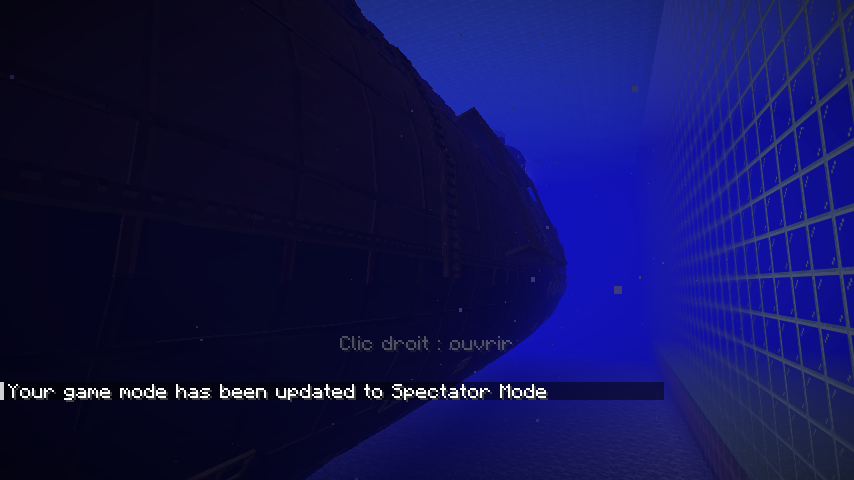 Clic droit : ouvrir
Your game mode has been updated to Spectator Mode